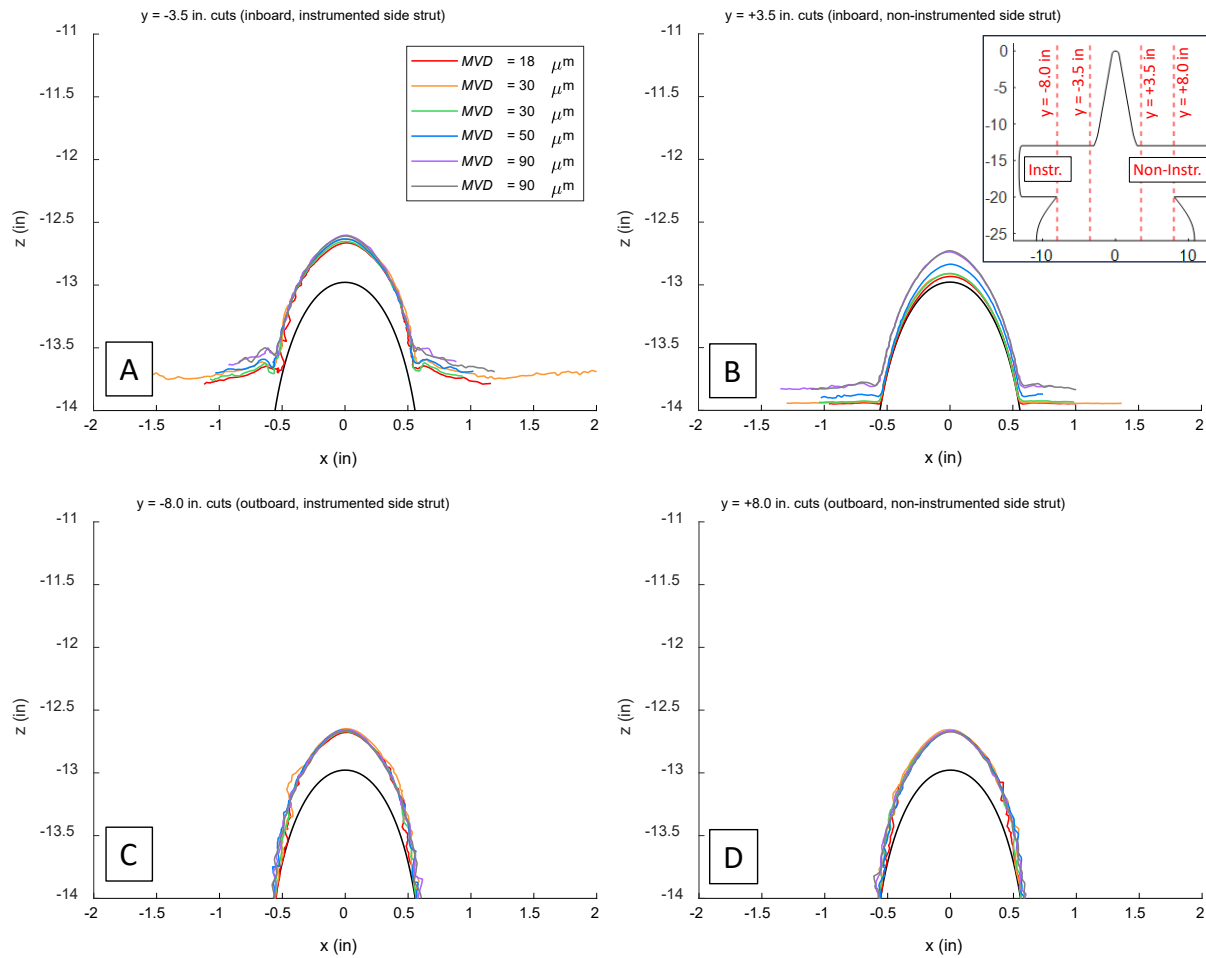 y = -3.5 in. cuts (inboard, instrumented side strut)
-11
-11.5
-12
-12.5
-13
-13.5
-14
z (in)
MVD = 18 μm
MVD = 30 μm
MVD = 30 μm
MVD = 50 μm
MVD = 90 μm
MVD = 90 μm
A
-2 -1.5 -1 -0.5 0 0.5 1 1.5 2
x (in)
y = +3.5 in. cuts (inboard, non-instrumented side strut)
-11
-11.5
-12
-12.5
-13
-13.5
-14
z (in)
0
-5
-10
-15
-20
-25
y = -8.0 in
y = -3.5 in
y = +3.5 in
y = +8.0 in
Instr.
Non-Instr.
-10 0 10
B
-2 -1.5 -1 -0.5 0 0.5 1 1.5 2
x (in)
y = -8.0 in. cuts (outboard, instrumented side strut)
-11
-11.5
-12
-12.5
-13
-13.5
-14
z (in)
C
-2 -1.5 -1 -0.5 0 0.5 1 1.5 2
x (in)
y = +8.0 in. cuts (outboard, non-instrumented side strut)
-11
-11.5
-12
-12.5
-13
-13.5
-14
z (in)
D
-2 -1.5 -1 -0.5 0 0.5 1 1.5 2
x (in)